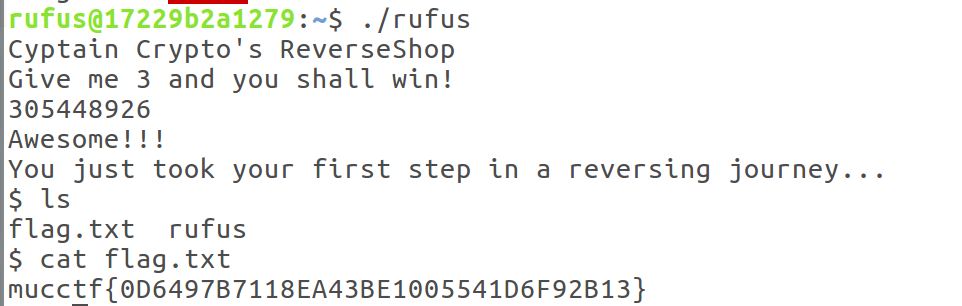 rufus@17229b2a1279:~$ ./rufus
Cyptain Crypto's ReverseShop
Give me 3 and you shall win!
305448926
Awesome!!!
You just took your first step in a reversing journey...
$ ls
flag.txt  rufus
$ cat flag.txt
mucctf{0D6497B7118EA43BE1005541D6F92B13}